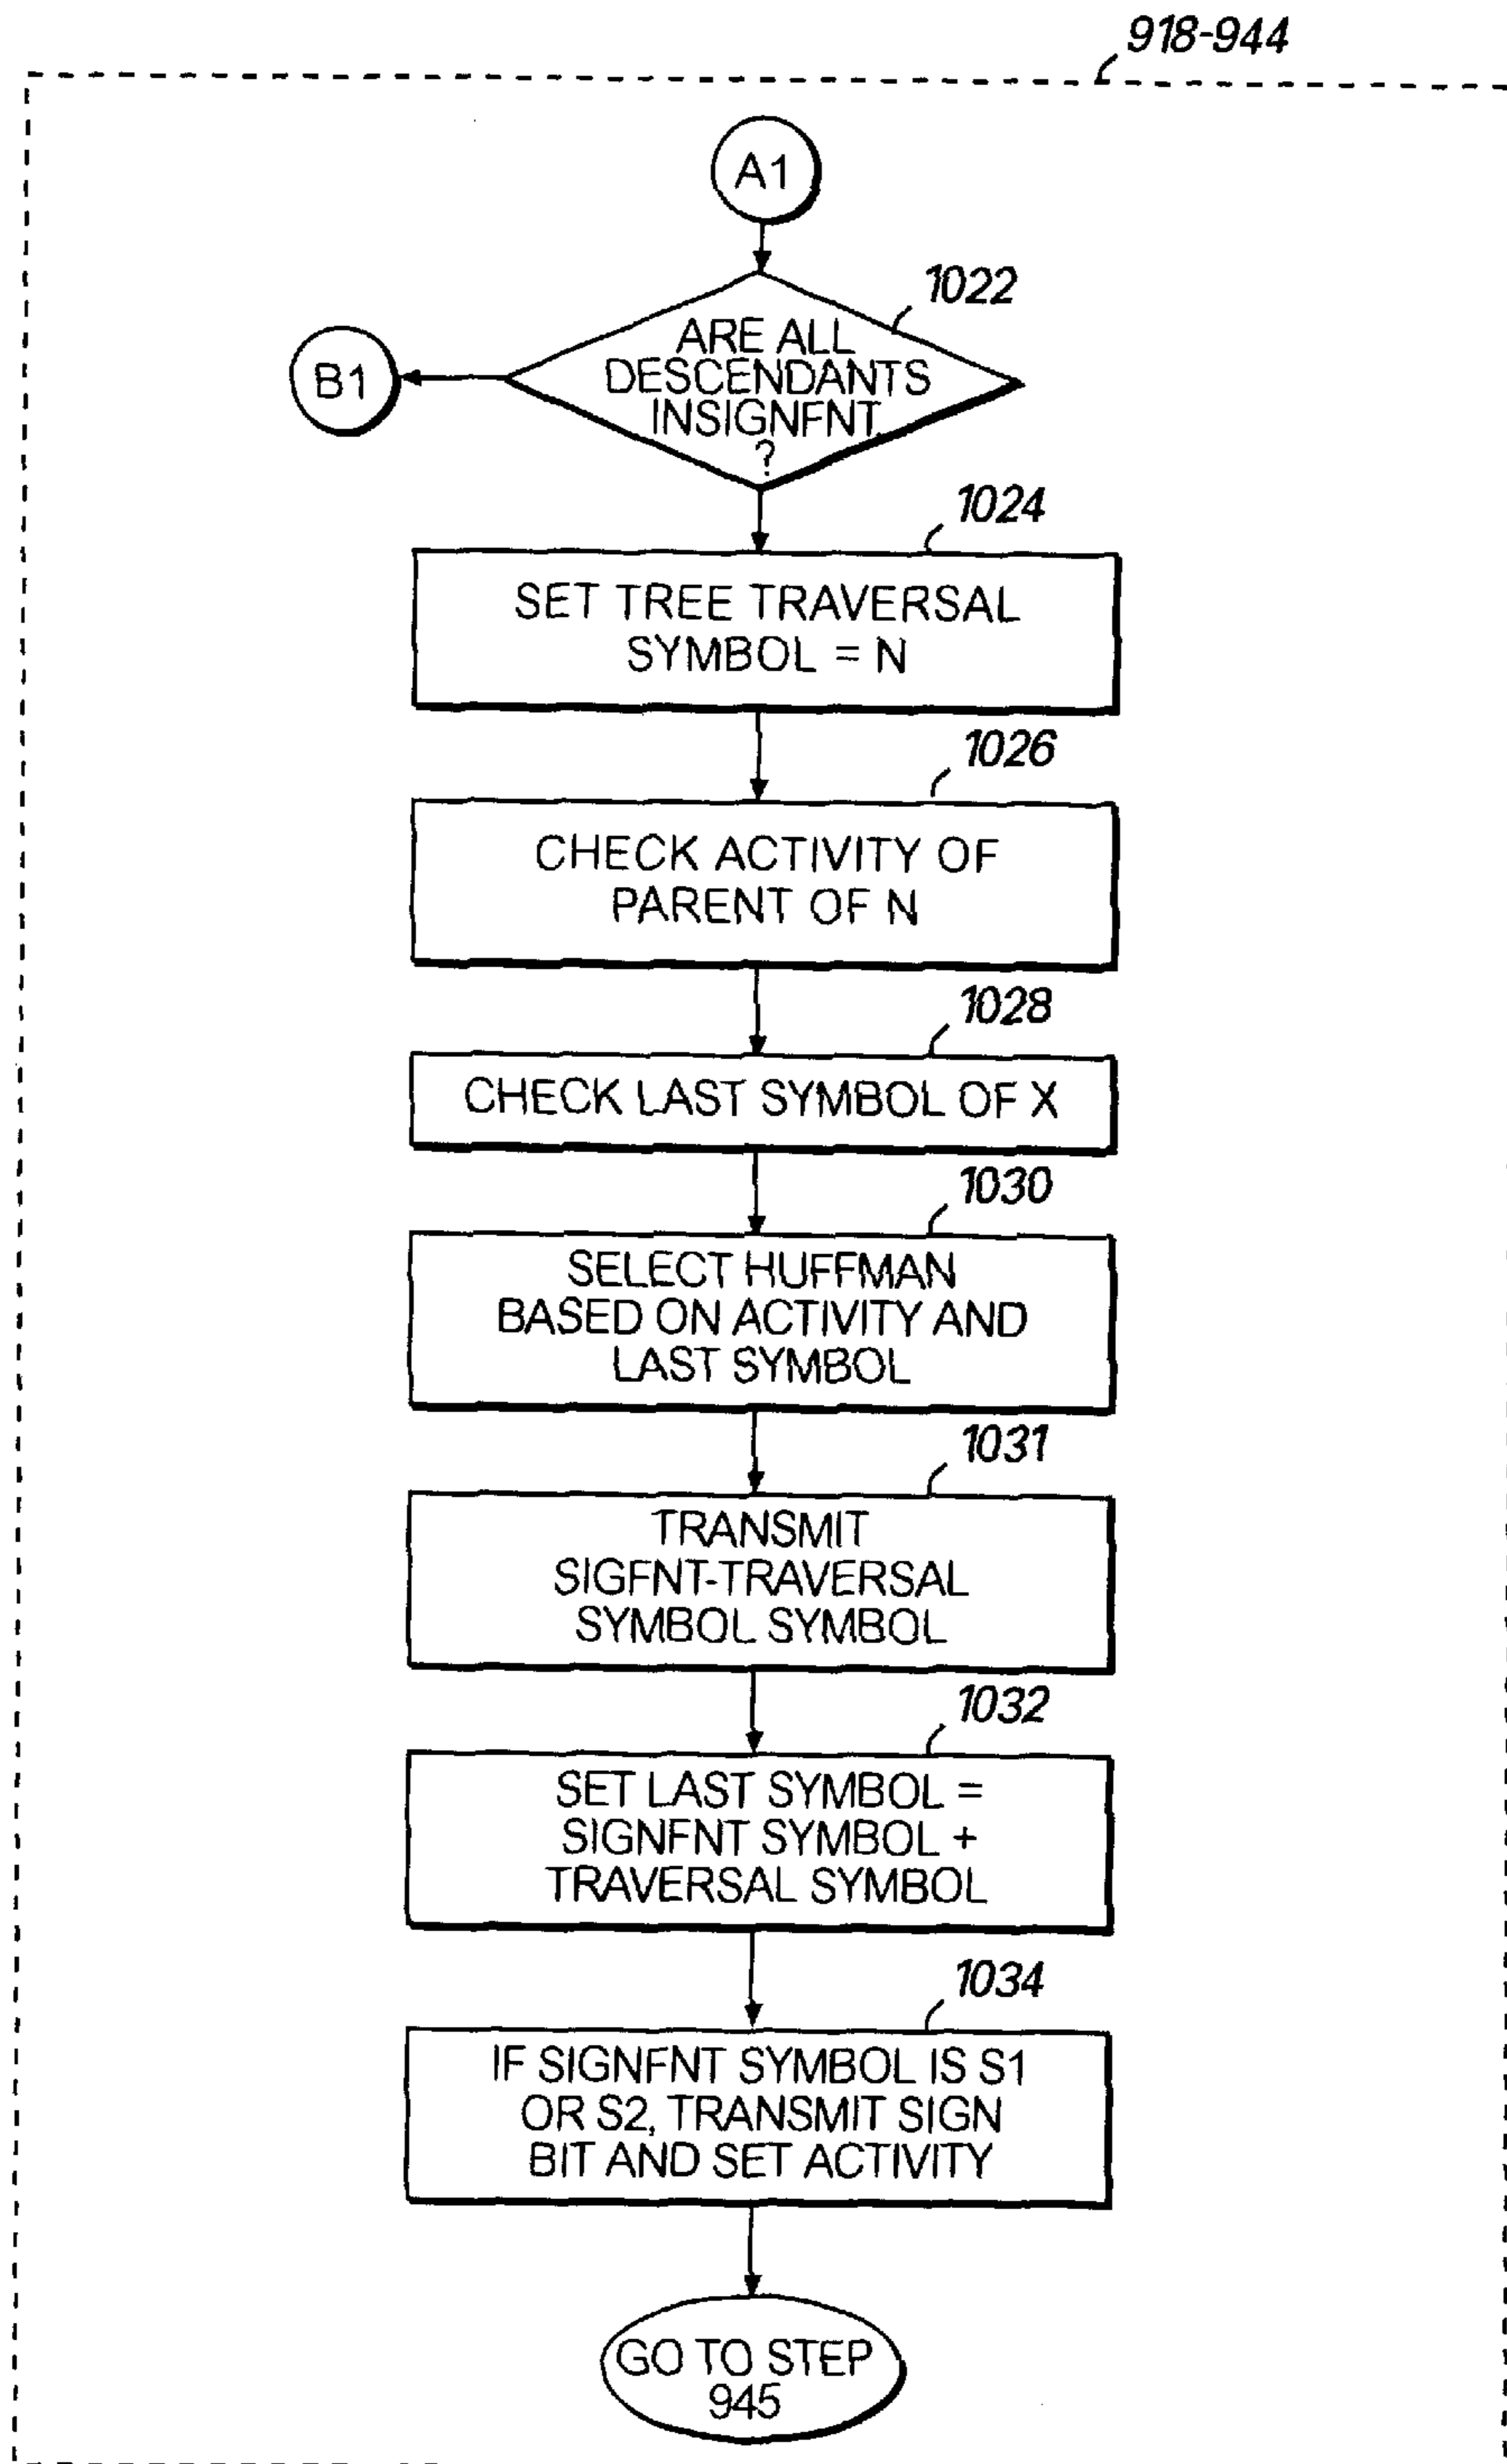 918-944
A1
1022
ARE ALL
DESCENDANTS
INSIGNFNT
?
B1
1024
SET TREE TRAVERSAL
SYMBOL = N
1026
CHECK ACTIVITY OF
PARENT OF N
1028
CHECK LAST SYMBOL OF X
1030
SELECT HUFFMAN
BASED ON ACTIVITY AND
LAST SYMBOL
1031
TRANSMIT
SIGFNT-TRAVERSAL
SYMBOL SYMBOL
1032
SET LAST SYMBOL =
SIGNFNT SYMBOL +
TRAVERSAL SYMBOL
1034
IF SIGNFNT SYMBOL IS S1
OR S2, TRANSMIT SIGN
BIT AND SET ACTIVITY
GO TO STEP
945